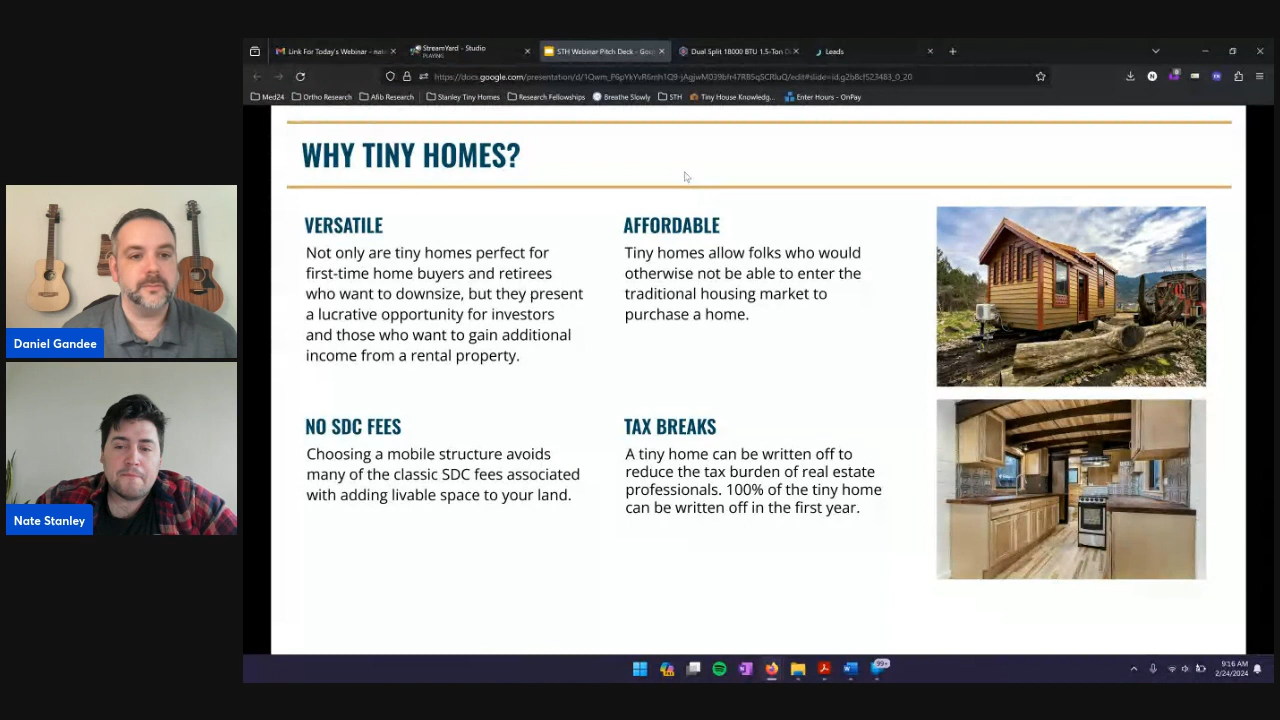 Link For Today's Webinar - nate
StreamYard - Studio
PLAYING
STH Webinar Pitch Deck - Goo
Dual Split 18000 BTU 1.5-Ton D
Leads
Med24
Ortho Research
Afib Research
Stanley Tiny Homes
Research Fellowships
Breathe Slowly
STH
Tiny House Knowledg...
Enter Hours - OnPay
WHY TINY HOMES?
VERSATILE
Not only are tiny homes perfect for
first-time home buyers and retirees
who want to downsize, but they present
a lucrative opportunity for investors
and those who want to gain additional
income from a rental property.
AFFORDABLE
Tiny homes allow folks who would
otherwise not be able to enter the
traditional housing market to
purchase a home.
NO SDC FEES
Choosing a mobile structure avoids
many of the classic SDC fees associated
with adding livable space to your land.
TAX BREAKS
A tiny home can be written off to
reduce the tax burden of real estate
professionals. 100% of the tiny home
can be written off in the first year.
Daniel Gandee
Nate Stanley
99+
9:16 AM
2/24/2024